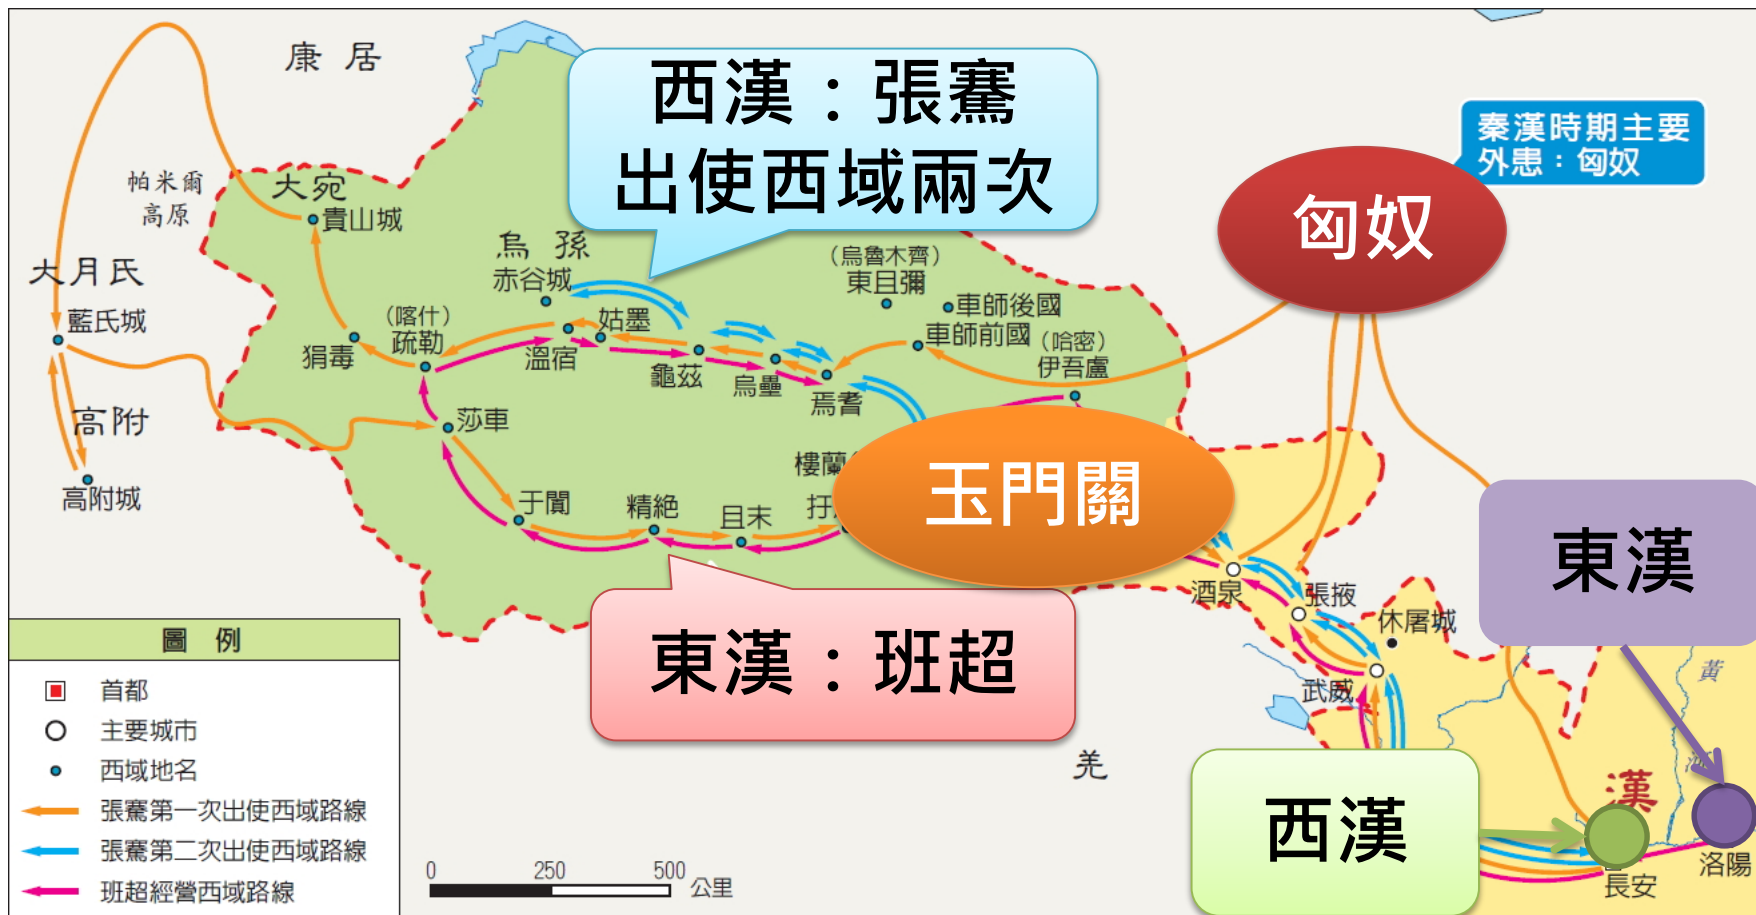 康 居
西漢：張騫
出使西域兩次
秦漢時期主要
外患：匈奴
匈奴
帕米爾
高原
大宛
貴山城
烏 孫
赤谷城
（烏魯木齊）
東且彌
車師後國
車師前國
（哈密）
伊吾盧
大月氏
藍氏城
（喀什）
疏勒
狷毒
姑墨
溫宿
龜茲
烏壘
焉耆
高附
高附城
莎車
樓蘭
玉門關
于闐
精絕
且末
扜
東漢
酒泉
張掖
休屠城
武威
東漢：班超
羌
黃
河
西漢
漢
長安
洛陽
圖 例
首都
主要城市
西域地名
張騫第一次出使西域路線
張騫第二次出使西域路線
班超經營西域路線
0 250 500 公里